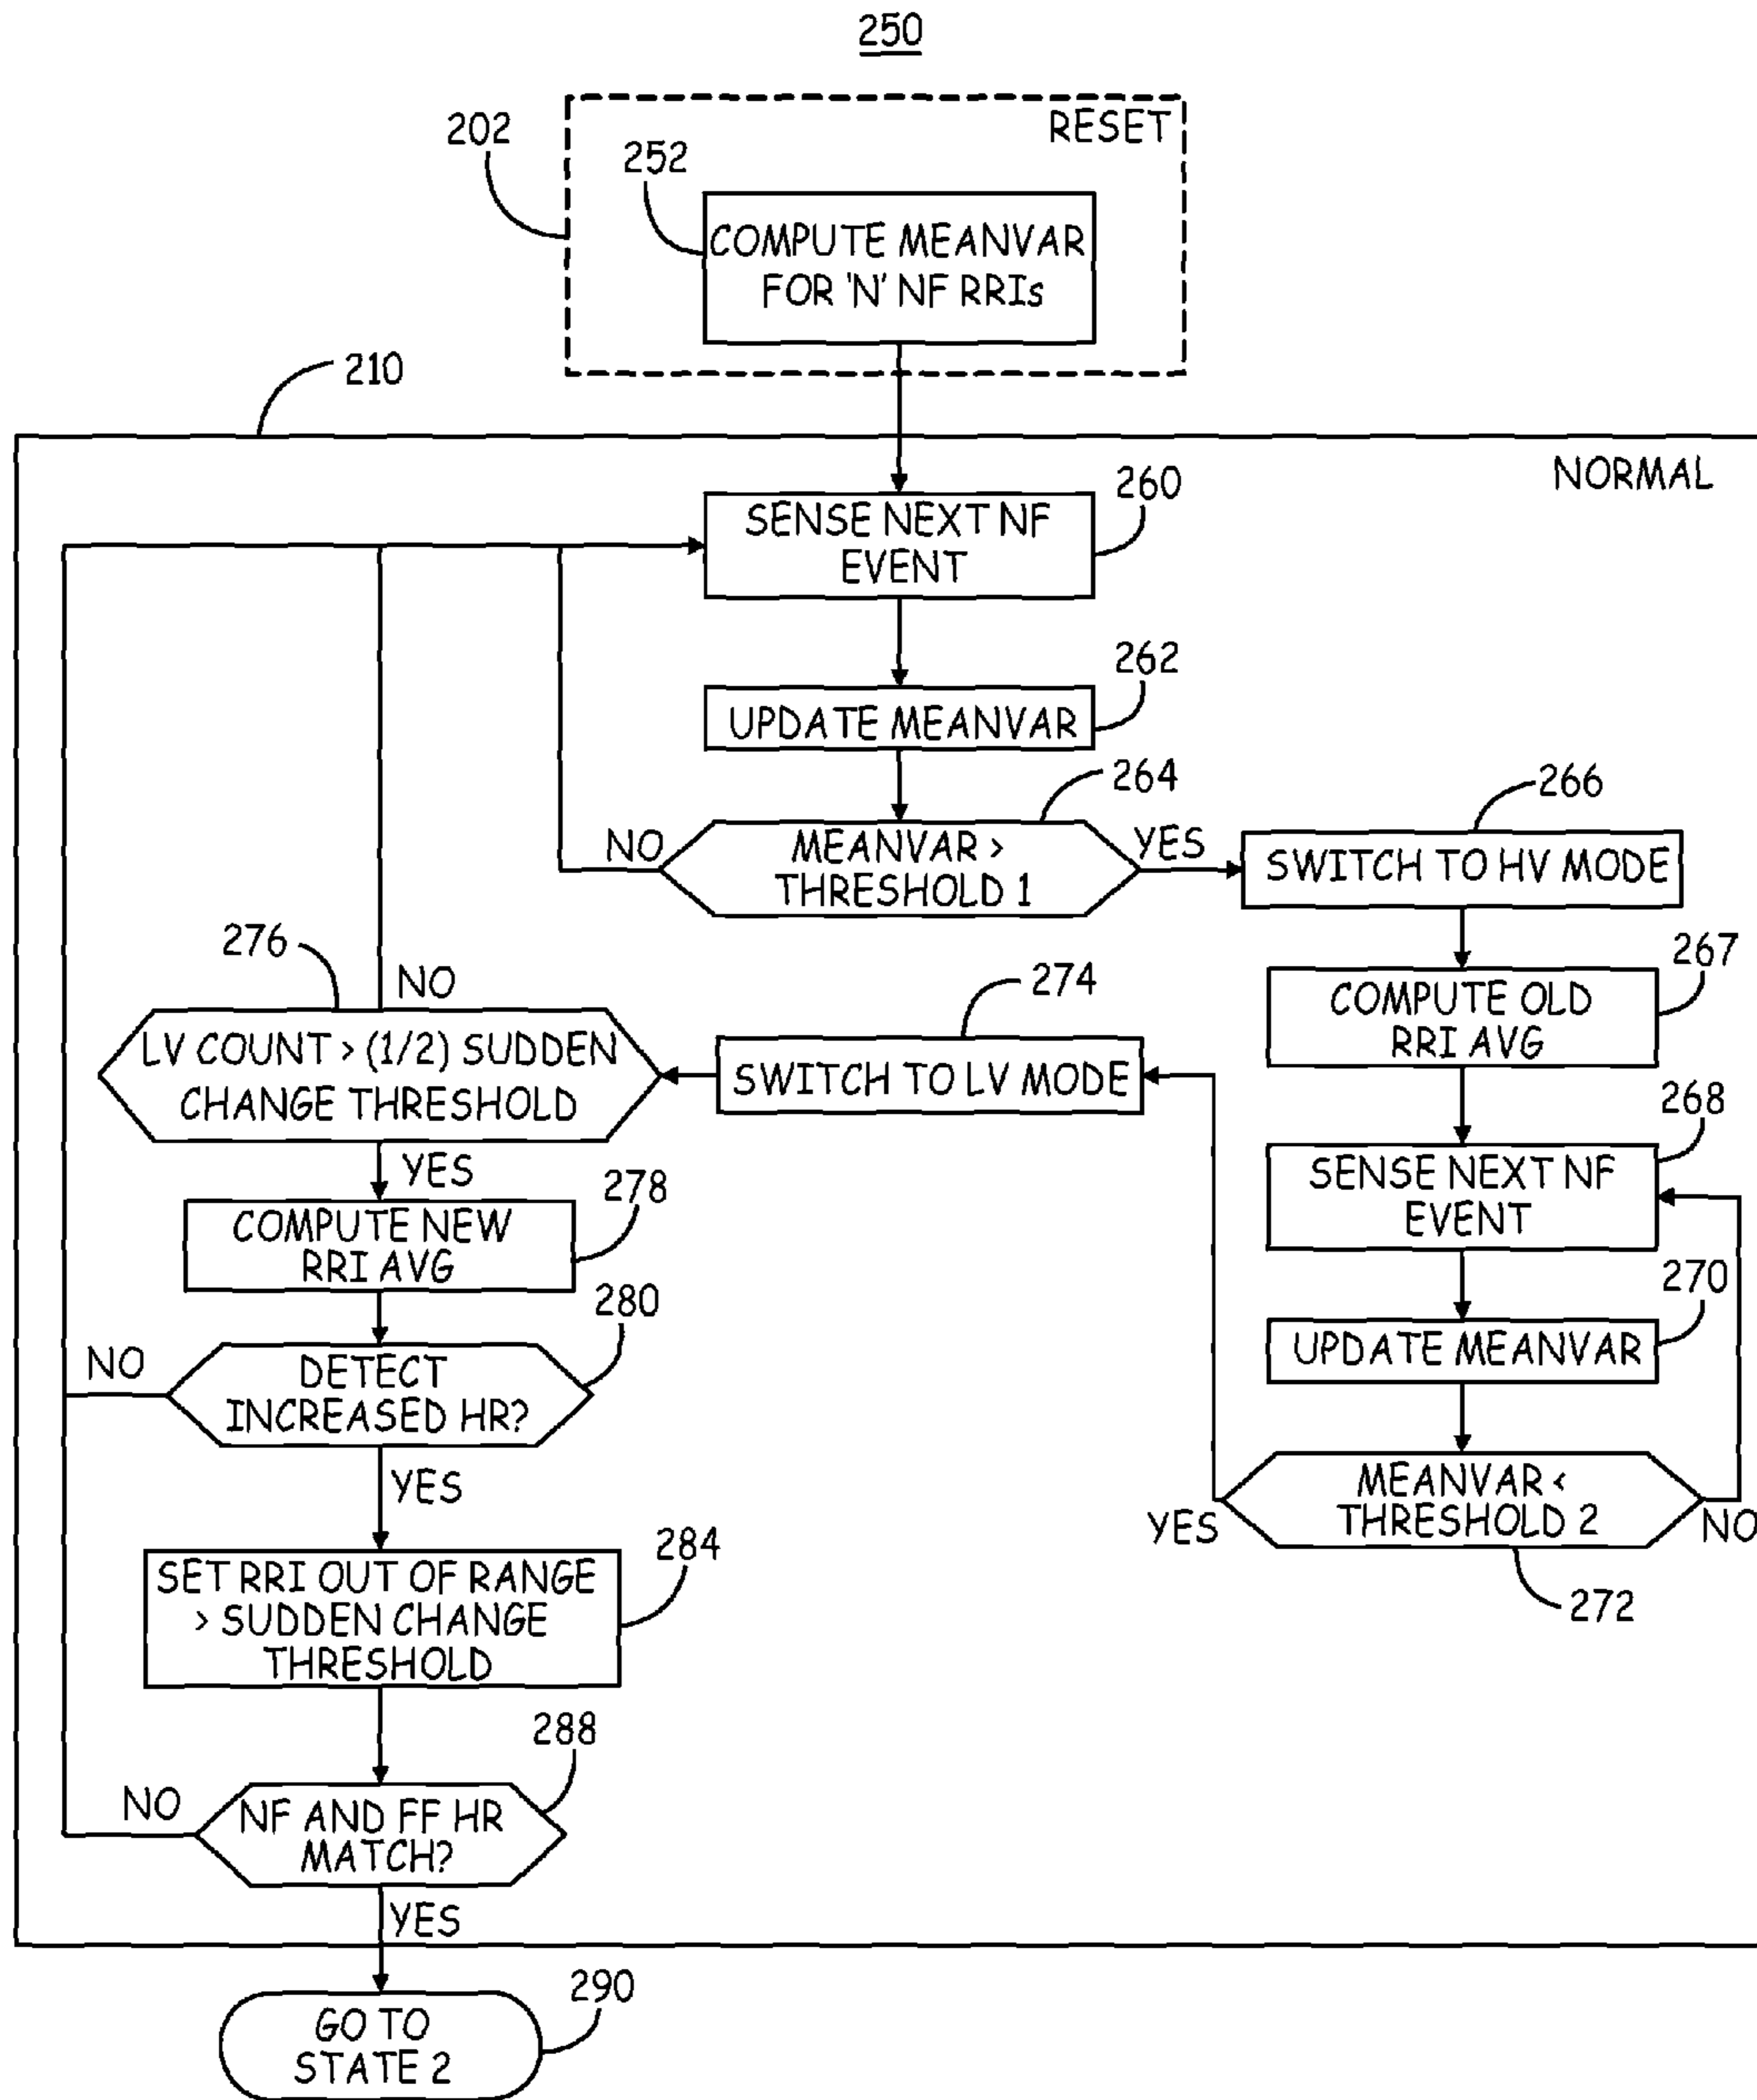 250
202
252
RESET
COMPUTE MEANVAR
FOR 'N' NF RRIs
210
NORMAL
260
SENSE NEXT NF
EVENT
262
UPDATE MEANVAR
264
NO
MEANVAR >
THRESHOLD 1
YES
266
SWITCH TO HV MODE
267
COMPUTE OLD
RRI AVG
268
SENSE NEXT NF
EVENT
270
UPDATE MEANVAR
MEANVAR <
THRESHOLD 2
YES
NO
272
274
SWITCH TO LV MODE
276
NO
LV COUNT > (1/2) SUDDEN
CHANGE THRESHOLD
YES
278
COMPUTE NEW
RRI AVG
280
NO
DETECT
INCREASED HR?
YES
284
SET RRI OUT OF RANGE
> SUDDEN CHANGE
THRESHOLD
288
NO
NF AND FF HR
MATCH?
YES
290
GO TO
STATE 2